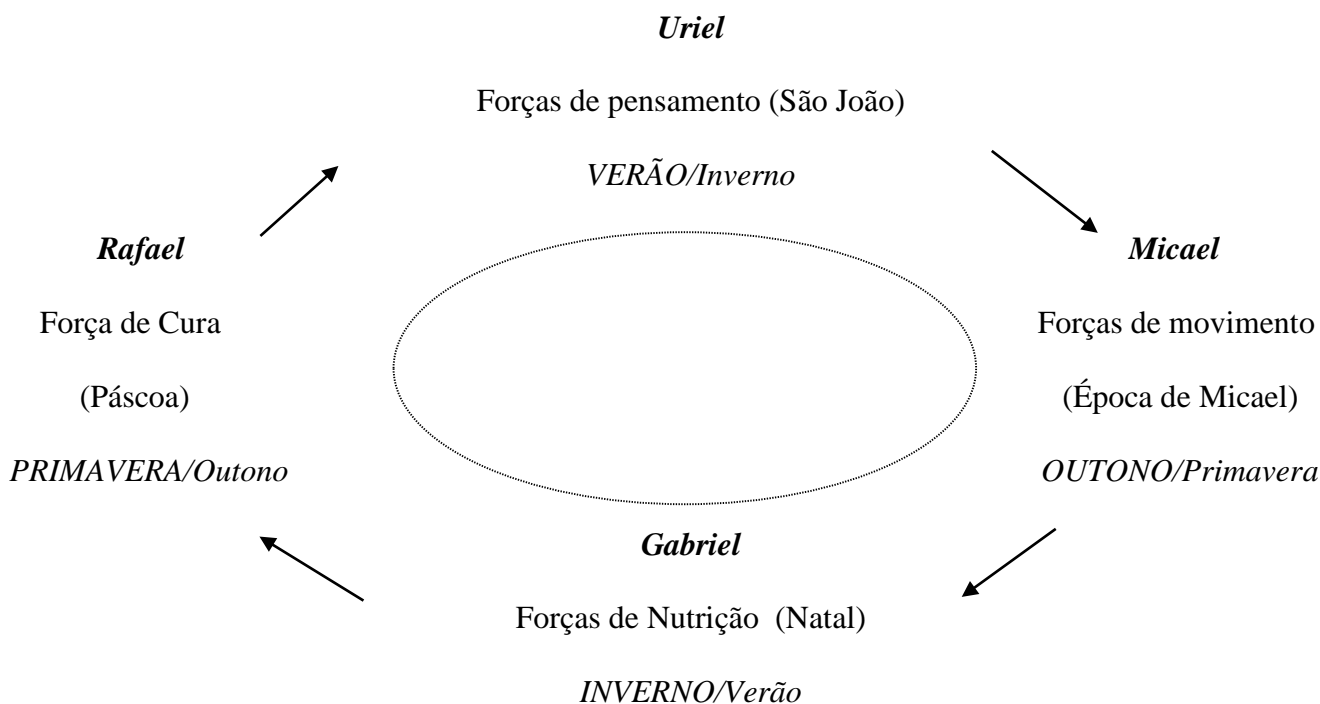 Uriel
Forças de pensamento (São João)
VERÃO/Inverno
Rafael
Força de Cura
(Páscoa)
PRIMAVERA/Outono
Micael
Forças de movimento
(Época de Micael)
OUTONO/Primavera
Gabriel
Forças de Nutrição  (Natal)
INVERNO/Verão